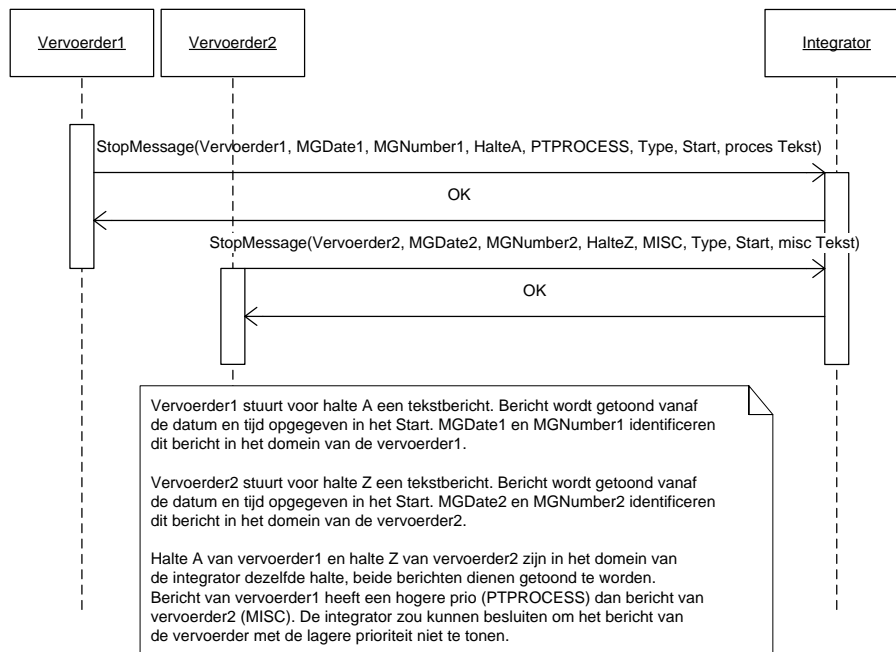 Vervoerder1
Vervoerder2
Integrator
StopMessage(Vervoerder1, MGDate1, MGNumber1, HalteA, PTPROCESS, Type, Start, proces Tekst)
OK
StopMessage(Vervoerder2, MGDate2, MGNumber2, HalteZ, MISC, Type, Start, misc Tekst)
OK
Vervoerder1 stuurt voor halte A een tekstbericht. Bericht wordt getoond vanaf
de datum en tijd opgegeven in het Start. MGDate1 en MGNumber1 identificeren
dit bericht in het domein van de vervoerder1.
Vervoerder2 stuurt voor halte Z een tekstbericht. Bericht wordt getoond vanaf
de datum en tijd opgegeven in het Start. MGDate2 en MGNumber2 identificeren
dit bericht in het domein van de vervoerder2.
Halte A van vervoerder1 en halte Z van vervoerder2 zijn in het domein van
de integrator dezelfde halte, beide berichten dienen getoond te worden.
Bericht van vervoerder1 heeft een hogere prio (PTPROCESS) dan bericht van
vervoerder2 (MISC). De integrator zou kunnen besluiten om het bericht van
de vervoerder met de lagere prioriteit niet te tonen.